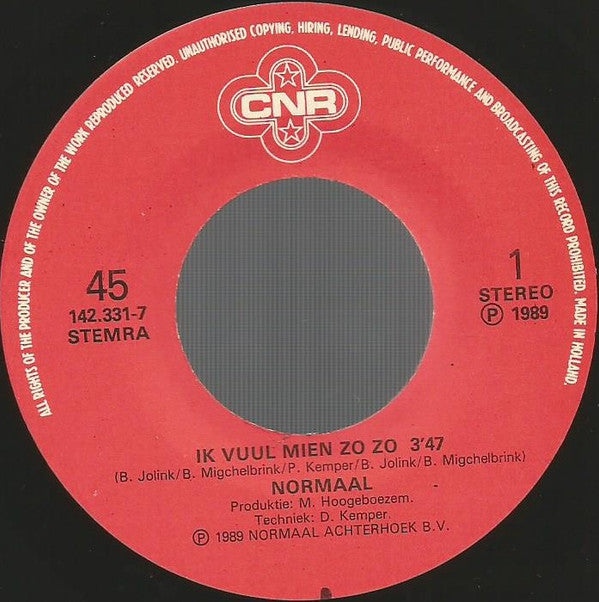 ALL RIGHTS OF THE PRODUCER AND OF THE OWNER OF THE WORK REPRODUCED RESERVED. UNAUTHORISED COPYING, HIRING, LENDING, PUBLIC PERFORMANCE AND BROADCASTING OF THIS RECORD PROHIBITED. MADE IN HOLLAND.
CNR
45
142.331-7
STEMRA
1
STEREO
Ⓟ 1989
IK VUUL MIEN ZO ZO 3'47
(B. Jolink/B. Migchelbrink/P. Kemper/B. Jolink/B. Migchelbrink)
NORMAAL
Produktie: M. Hoogeboezem.
Techniek: D. Kemper.
Ⓟ 1989 NORMAAL ACHTERHOEK B.V.